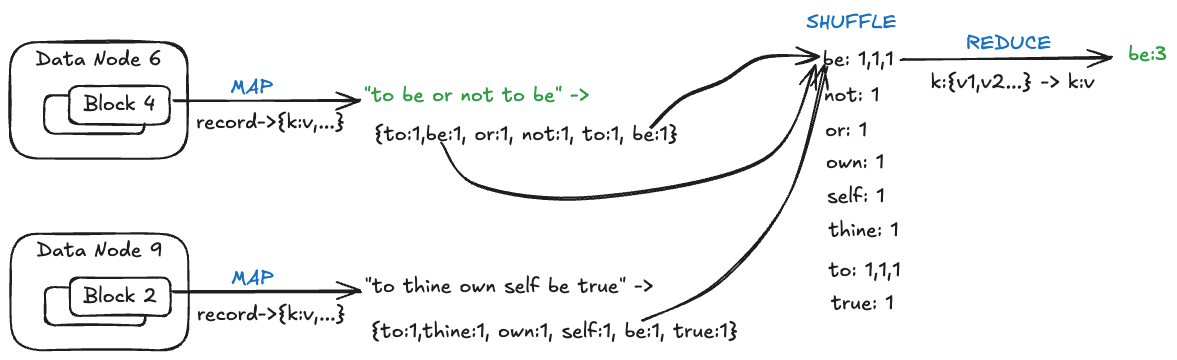 SHUFFLE
Data Node 6
Block 4
MAP
record->{k:v,...}
"to be or not to be" ->
{to:1,be:1, or:1, not:1, to:1, be:1}
be: 1,1,1
not: 1
or: 1
own: 1
self: 1
thine: 1
to: 1,1,1
true: 1
REDUCE
k:{v1,v2...} -> k:v
be:3
Data Node 9
Block 2
MAP
record->{k:v,...}
"to thine own self be true" ->
{to:1,thine:1, own:1, self:1, be:1, true:1}